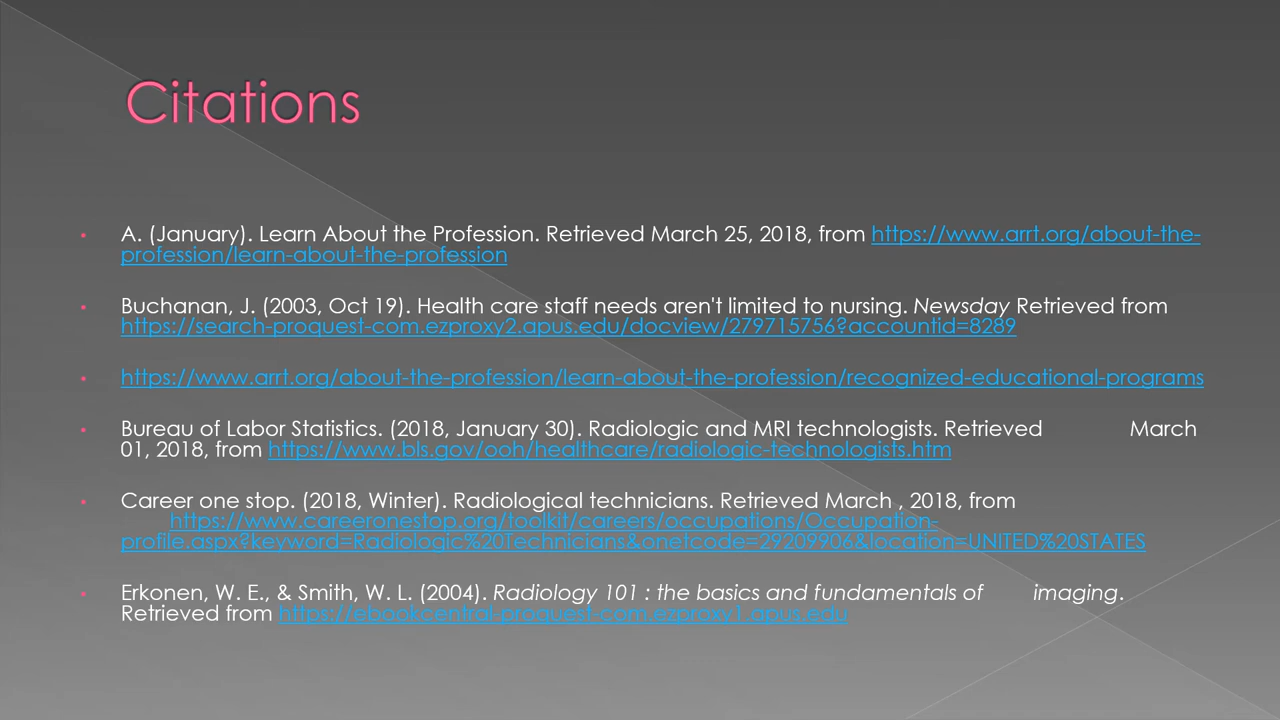 Citations
• A. (January). Learn About the Profession. Retrieved March 25, 2018, from https://www.arrt.org/about-the-
profession/learn-about-the-profession
• Buchanan, J. (2003, Oct 19). Health care staff needs aren't limited to nursing. Newsday Retrieved from
https://search-proquest-com.ezproxy2.apus.edu/docview/279715756?accountid=8289
• https://www.arrt.org/about-the-profession/learn-about-the-profession/recognized-educational-programs
• Bureau of Labor Statistics. (2018, January 30). Radiologic and MRI technologists. Retrieved March
01, 2018, from https://www.bls.gov/ooh/healthcare/radiologic-technologists.htm
• Career one stop. (2018, Winter). Radiological technicians. Retrieved March , 2018, from
https://www.careeronestop.org/toolkit/careers/occupations/Occupation-
profile.aspx?keyword=Radiologic%20Technicians&onetcode=29209906&location=UNITED%20STATES
• Erkonen, W. E., & Smith, W. L. (2004). Radiology 101 : the basics and fundamentals of imaging.
Retrieved from https://ebookcentral-proquest-com.ezproxy1.apus.edu